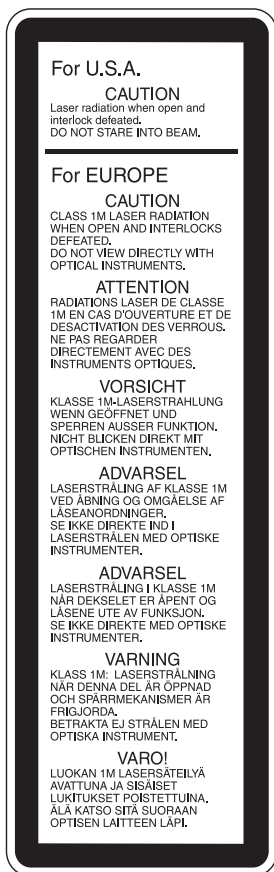 For U.S.A.
CAUTION
Laser radiation when open and
interlock defeated.
DO NOT STARE INTO BEAM.
For EUROPE
CAUTION
CLASS 1M LASER RADIATION
WHEN OPEN AND INTERLOCKS
DEFEATED.
DO NOT VIEW DIRECTLY WITH
OPTICAL INSTRUMENTS.
ATTENTION
RADIATIONS LASER DE CLASSE
1M EN CAS D'OUVERTURE ET DE
DESACTIVATION DES VERROUS.
NE PAS REGARDER
DIRECTEMENT AVEC DES
INSTRUMENTS OPTIQUES.
VORSICHT
KLASSE 1M-LASERSTRAHLUNG
WENN GEÖFFNET UND
SPERREN AUSSER FUNKTION.
NICHT BLICKEN DIREKT MIT
OPTISCHEN INSTRUMENTEN.
ADVARSEL
LASERSTRÅLING AF KLASSE 1M
VED ÅBNING OG OMGÅELSE AF
LÅSEANORDNINGER.
SE IKKE DIREKTE IND I
LASERSTRÅLEN MED OPTISKE
INSTRUMENTER.
ADVARSEL
LASERSTRÅLING I KLASSE 1M
NÅR DEKSELET ER ÅPENT OG
LÅSENE UTE AV FUNKSJON.
SE IKKE DIREKTE MED OPTISKE
INSTRUMENTER.
VARNING
KLASS 1M: LASERSTRÅLNING
NÄR DENNA DEL ÄR ÖPPNAD
OCH SPÄRRMEKANISMER ÄR
FRIGJORDA.
BETRAKTA EJ STRÅLEN MED
OPTISKA INSTRUMENT.
VARO!
LUOKAN 1M LASERSÄTEILYÄ
AVATTUNA JA SISÄISET
LUKITUKSET POISTETTUINA.
ÄLÄ KATSO SITÄ SUORAAN
OPTISEN LAITTEEN LÄPI.